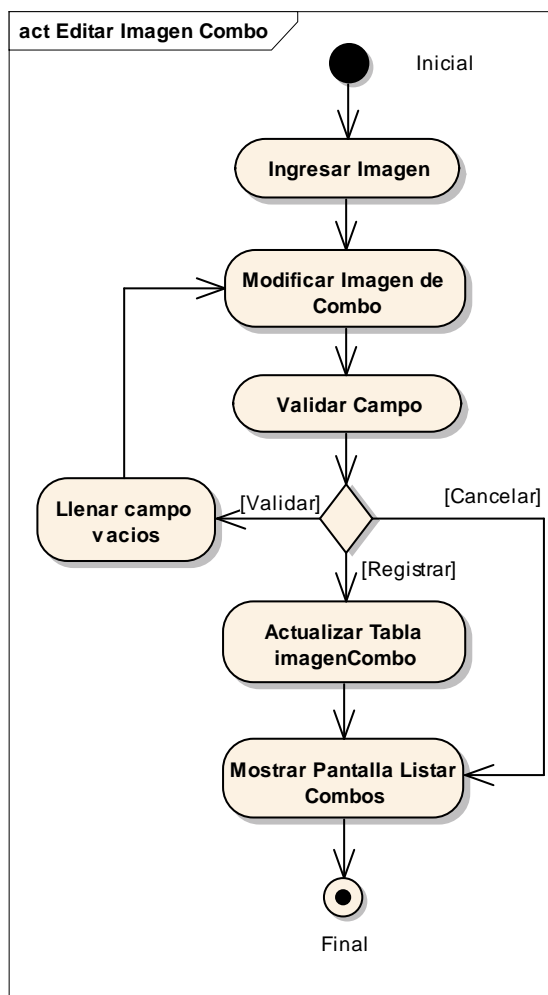 act Editar Imagen Combo
Inicial
Ingresar Imagen
Modificar Imagen de
Combo
Validar Campo
[Validar]
[Cancelar]
Llenar campo
vacios
[Registrar]
Actualizar Tabla
imagenCombo
Mostrar Pantalla Listar
Combos
Final